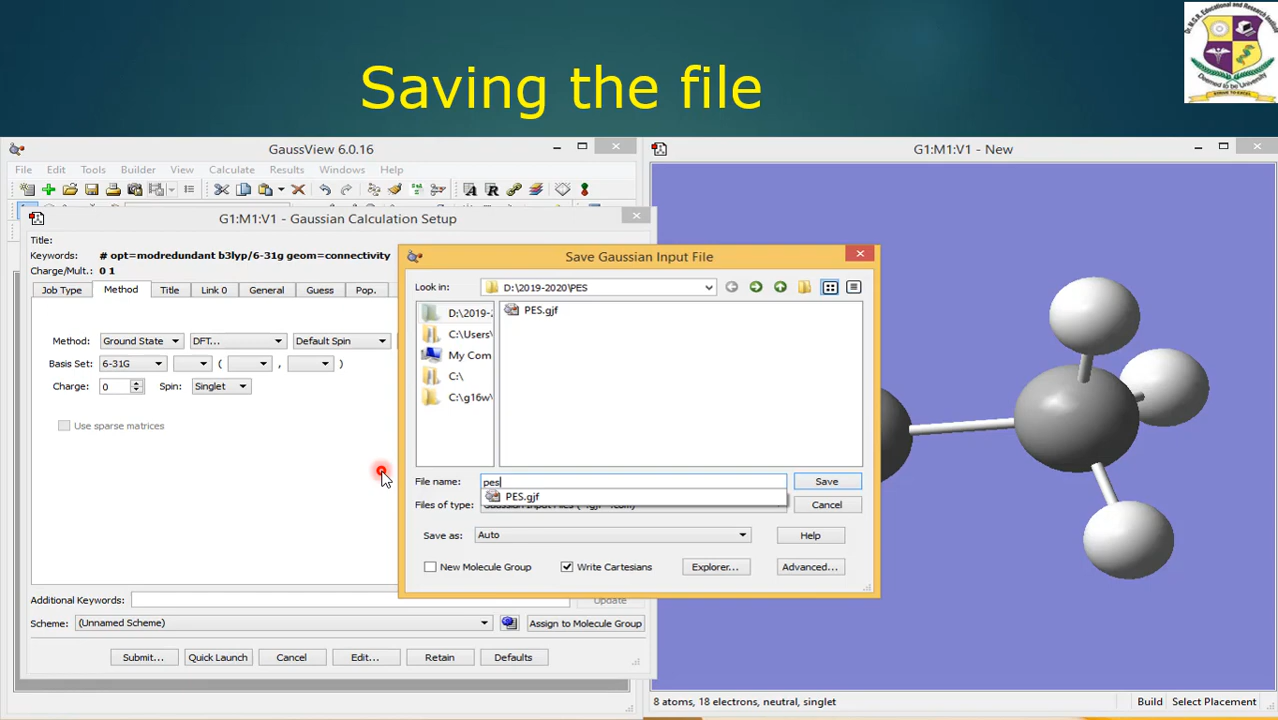 Saving the file
GaussView 6.0.16
File Edit Tools Builder View Calculate Results Windows Help
G1:M1:V1 - New
G1:M1:V1 - Gaussian Calculation Setup
Title:
Keywords: # opt=modredundant b3lyp/6-31g geom=connectivity
Charge/Mult.: 0 1
Job Type Method Title Link 0 General Guess Pop.
Method: Ground State DFT... Default Spin
Basis Set: 6-31G ( , )
Charge: 0 Spin: Singlet
Use sparse matrices
Additional Keywords: Update
Scheme: (Unnamed Scheme) Assign to Molecule Group
Submit... Quick Launch Cancel Edit... Retain Defaults
Save Gaussian Input File
Look in: D:\2019-2020\PES
D:\2019-2
C:\Users\
My Com
C:\
C:\g16w\
PES.gjf
File name: pes Save
PES.gjf
Files of type: Cancel
Save as: Auto Help
New Molecule Group Write Cartesians Explorer... Advanced...
8 atoms, 18 electrons, neutral, singlet Build Select Placement